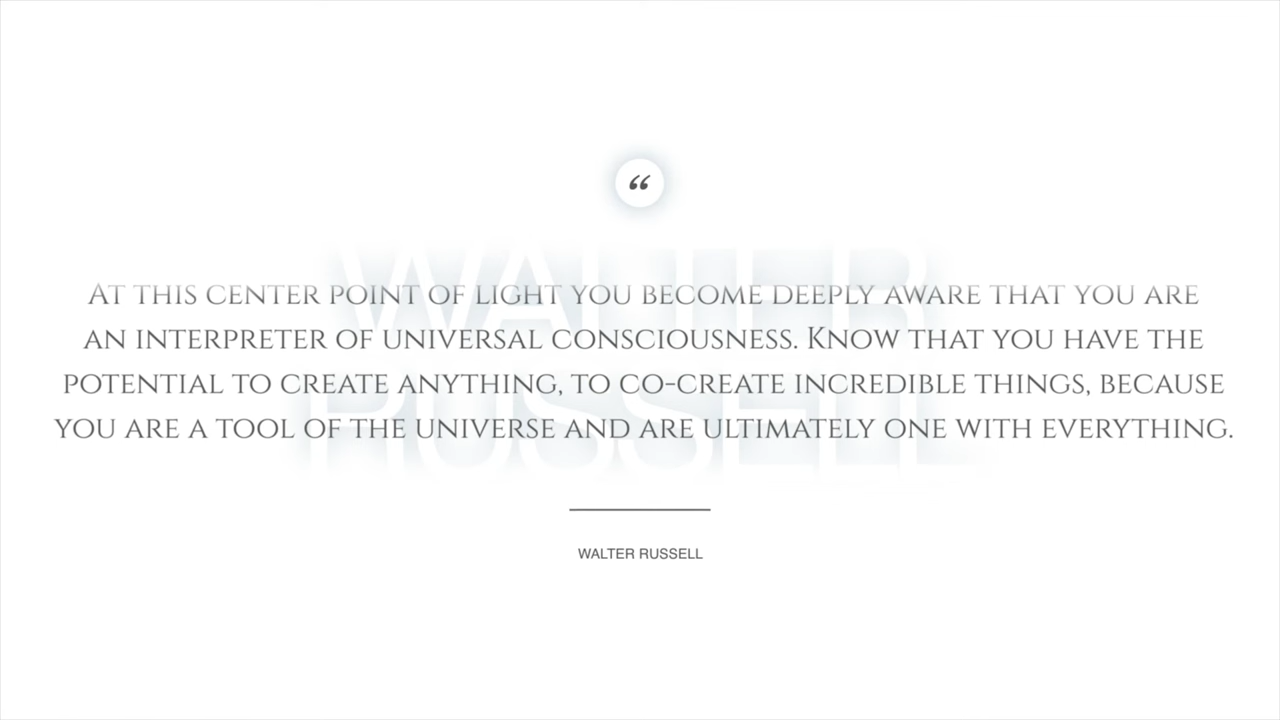 “
WALTER
RUSSELL
At this center point of light you become deeply aware that you are
an interpreter of universal consciousness. Know that you have the
potential to create anything, to co-create incredible things, because
you are a tool of the universe and are ultimately one with everything.
WALTER RUSSELL